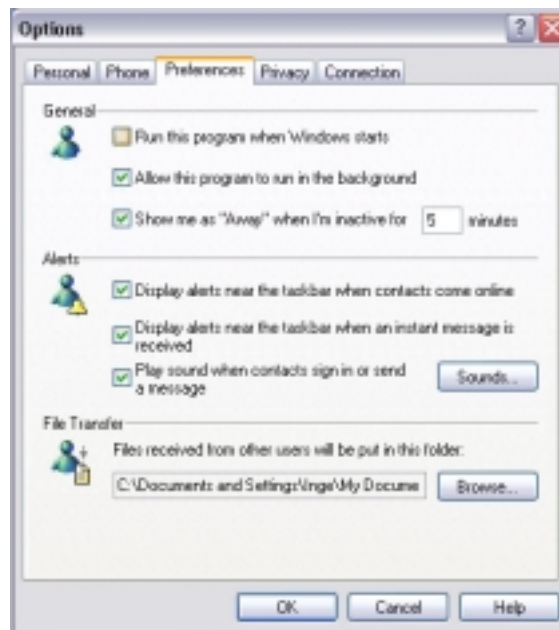 Options
Personal Phone Preferences Privacy Connection
General
Run this program when Windows starts
Allow this program to run in the background
Show me as "Away" when I'm inactive for 5 minutes
Alerts
Display alerts near the taskbar when contacts come online
Display alerts near the taskbar when an instant message is
received
Play sound when contacts sign in or send
a message
Sounds...
File Transfer
Files received from other users will be put in this folder:
C:\Documents and Settings\Inge\My Docume Browse...
OK Cancel Help